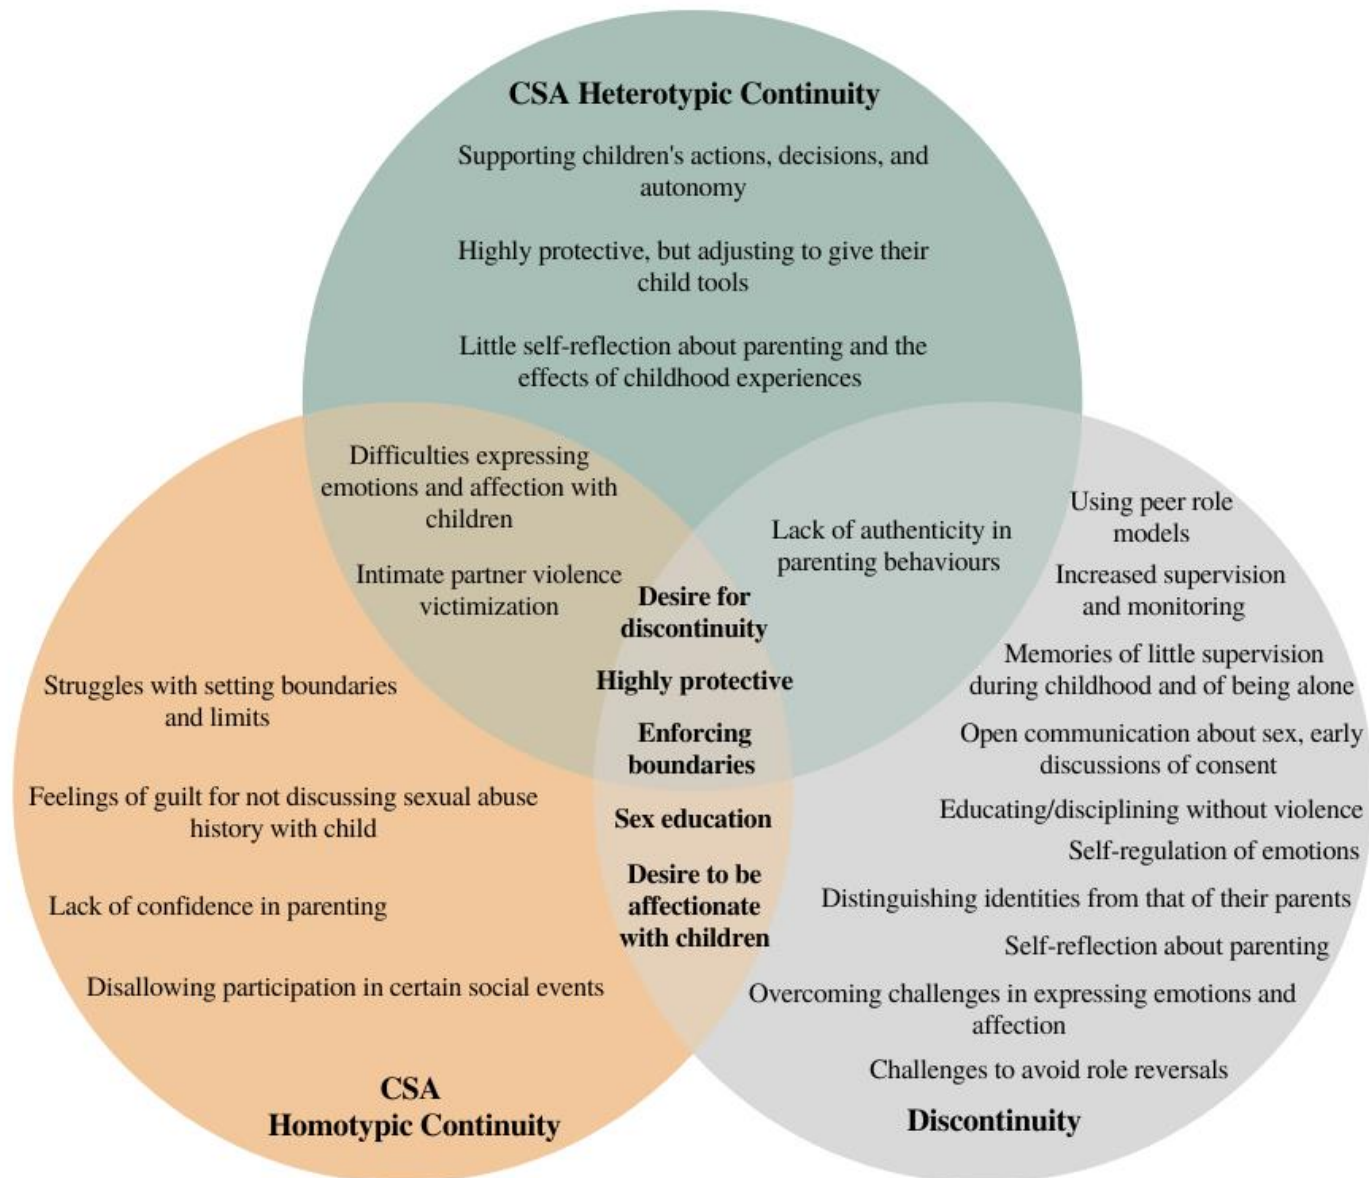 CSA Heterotypic Continuity
Supporting children's actions, decisions, and
autonomy
Highly protective, but adjusting to give their
child tools
Little self-reflection about parenting and the
effects of childhood experiences
Difficulties expressing
emotions and affection with
children
Intimate partner violence
victimization
Lack of authenticity in
parenting behaviours
Using peer role
models
Increased supervision
and monitoring
Memories of little supervision
during childhood and of being alone
Open communication about sex, early
discussions of consent
Educating/disciplining without violence
Self-regulation of emotions
Distinguishing identities from that of their parents
Self-reflection about parenting
Overcoming challenges in expressing emotions and
affection
Challenges to avoid role reversals
Discontinuity
Desire for
discontinuity
Highly protective
Enforcing
boundaries
Sex education
Desire to be
affectionate
with children
Struggles with setting boundaries
and limits
Feelings of guilt for not discussing sexual abuse
history with child
Lack of confidence in parenting
Disallowing participation in certain social events
CSA
Homotypic Continuity